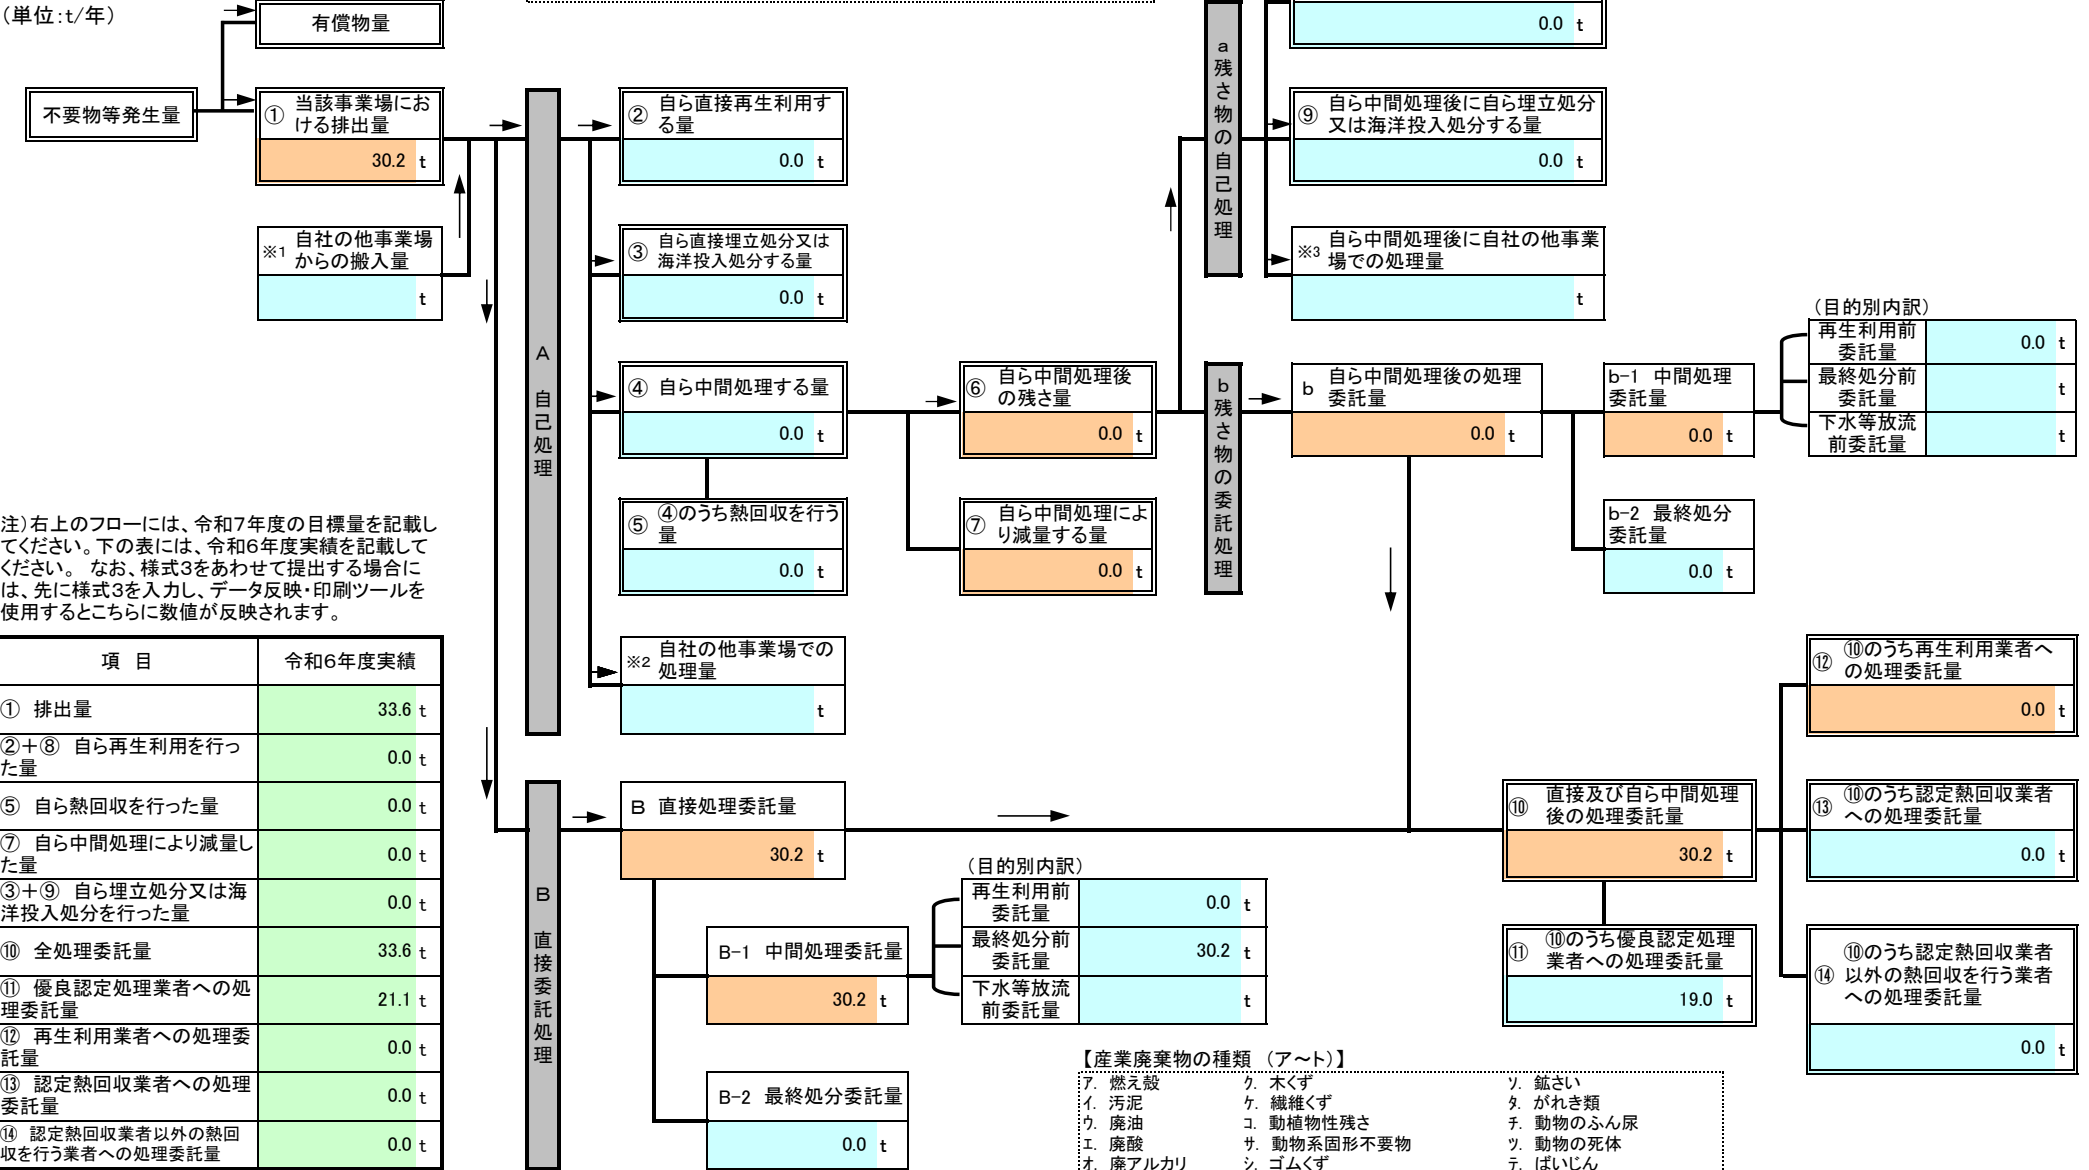 （単位：t/年）
有償物量
不要物等発生量
① 当該事業場にお
ける排出量
30.2 t
※1 自社の他事業場
からの搬入量
t
A 自己処理
② 自ら直接再生利用す
る量
0.0 t
③ 自ら直接埋立処分又は
海洋投入処分する量
0.0 t
④ 自ら中間処理する量
0.0 t
⑤ ④のうち熱回収を行う
量
0.0 t
※2 自社の他事業場での
処理量
t
⑥ 自ら中間処理後
の残さ量
0.0 t
⑦ 自ら中間処理によ
り減量する量
0.0 t
a 残さ物の自己処理
0.0 t
⑨ 自ら中間処理後に自ら埋立処分
又は海洋投入処分する量
0.0 t
※3 自ら中間処理後に自社の他事業
場での処理量
t
b 残さ物の委託処理
b 自ら中間処理後の処理
委託量
0.0 t
b-1 中間処理
委託量
0.0 t
b-2 最終処分
委託量
0.0 t
（目的別内訳）
再生利用前
委託量
0.0 t
最終処分前
委託量
t
下水等放流
前委託量
t
注）右上のフローには、令和７年度の目標量を記載し
てください。下の表には、令和６年度実績を記載して
ください。 なお、様式３をあわせて提出する場合に
は、先に様式３を入力し、データ反映・印刷ツールを
使用するとこちらに数値が反映されます。
項 目 令和６年度実績
① 排出量 33.6 t
②＋⑧ 自ら再生利用を行っ
た量 0.0 t
⑤ 自ら熱回収を行った量 0.0 t
⑦ 自ら中間処理により減量し
た量 0.0 t
③＋⑨ 自ら埋立処分又は海
洋投入処分を行った量 0.0 t
⑩ 全処理委託量 33.6 t
⑪ 優良認定処理業者への処
理委託量 21.1 t
⑫ 再生利用業者への処理委
託量 0.0 t
⑬ 認定熱回収業者への処理
委託量 0.0 t
⑭ 認定熱回収業者以外の熱回
収を行う業者への処理委託量 0.0 t
B 直接委託処理
B 直接処理委託量
30.2 t
B-1 中間処理委託量
30.2 t
B-2 最終処分委託量
0.0 t
（目的別内訳）
再生利用前
委託量
0.0 t
最終処分前
委託量
30.2 t
下水等放流
前委託量
t
⑩ 直接及び自ら中間処理
後の処理委託量
30.2 t
⑪ ⑩のうち優良認定処理
業者への処理委託量
19.0 t
⑫ ⑩のうち再生利用業者へ
の処理委託量
0.0 t
⑬ ⑩のうち認定熱回収業者
への処理委託量
0.0 t
⑭ ⑩のうち認定熱回収業者
以外の熱回収を行う業者
への処理委託量
0.0 t
【産業廃棄物の種類 （ア～ト）】
ア. 燃え殻 ク. 木くず ソ. 鉱さい
イ. 汚泥 ケ. 繊維くず タ. がれき類
ウ. 廃油 コ. 動植物性残さ チ. 動物のふん尿
エ. 廃酸 サ. 動物系固形不要物 ツ. 動物の死体
オ. 廃アルカリ シ. ゴムくず テ. ばいじん